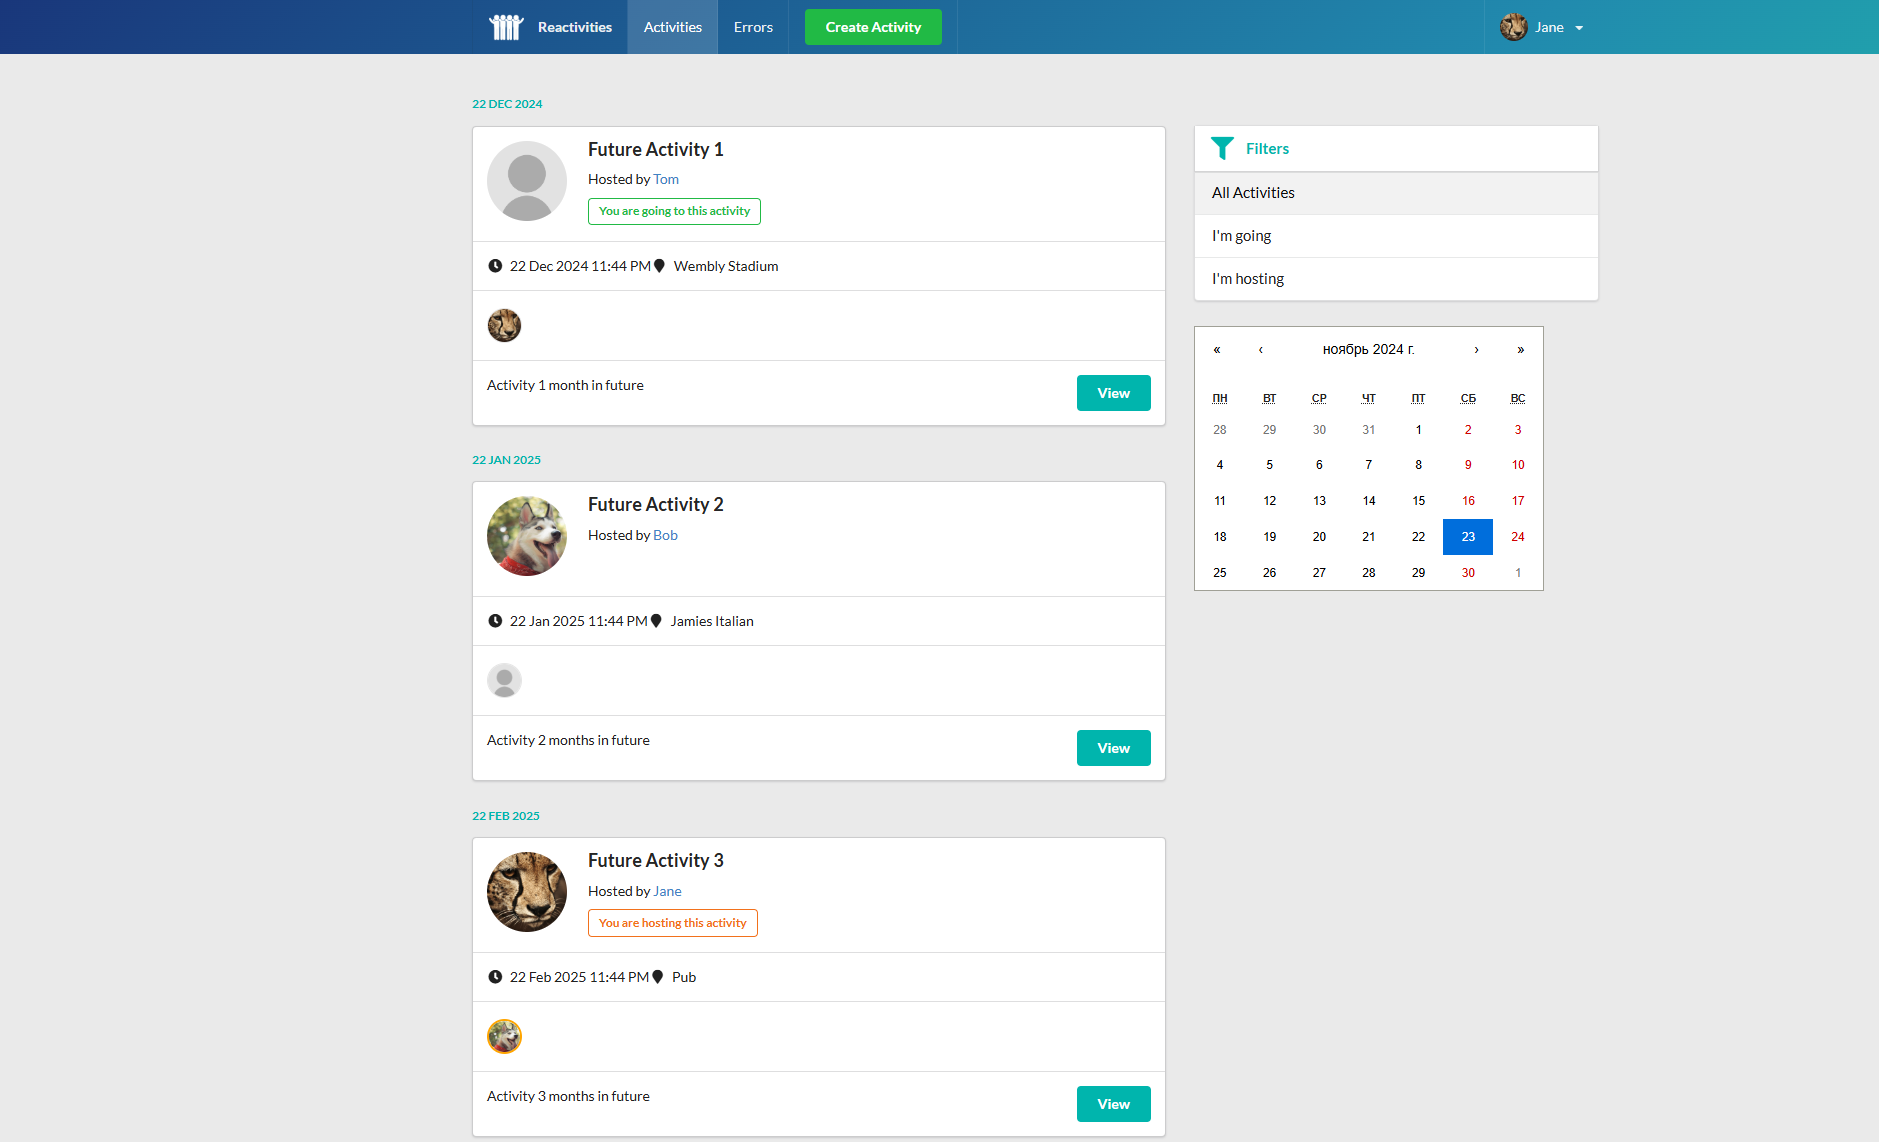 Reactivities
Activities
Errors
Create Activity
Jane
22 DEC 2024
Future Activity 1
Hosted by Tom
You are going to this activity
22 Dec 2024 11:44 PM Wembly Stadium
Activity 1 month in future
View
22 JAN 2025
Future Activity 2
Hosted by Bob
22 Jan 2025 11:44 PM Jamies Italian
Activity 2 months in future
View
22 FEB 2025
Future Activity 3
Hosted by Jane
You are hosting this activity
22 Feb 2025 11:44 PM Pub
Activity 3 months in future
View
Filters
All Activities
I'm going
I'm hosting
« ‹ ноябрь 2024 г. › »
ПН ВТ СР ЧТ ПТ СБ ВС
28 29 30 31 1 2 3
4 5 6 7 8 9 10
11 12 13 14 15 16 17
18 19 20 21 22 23 24
25 26 27 28 29 30 1